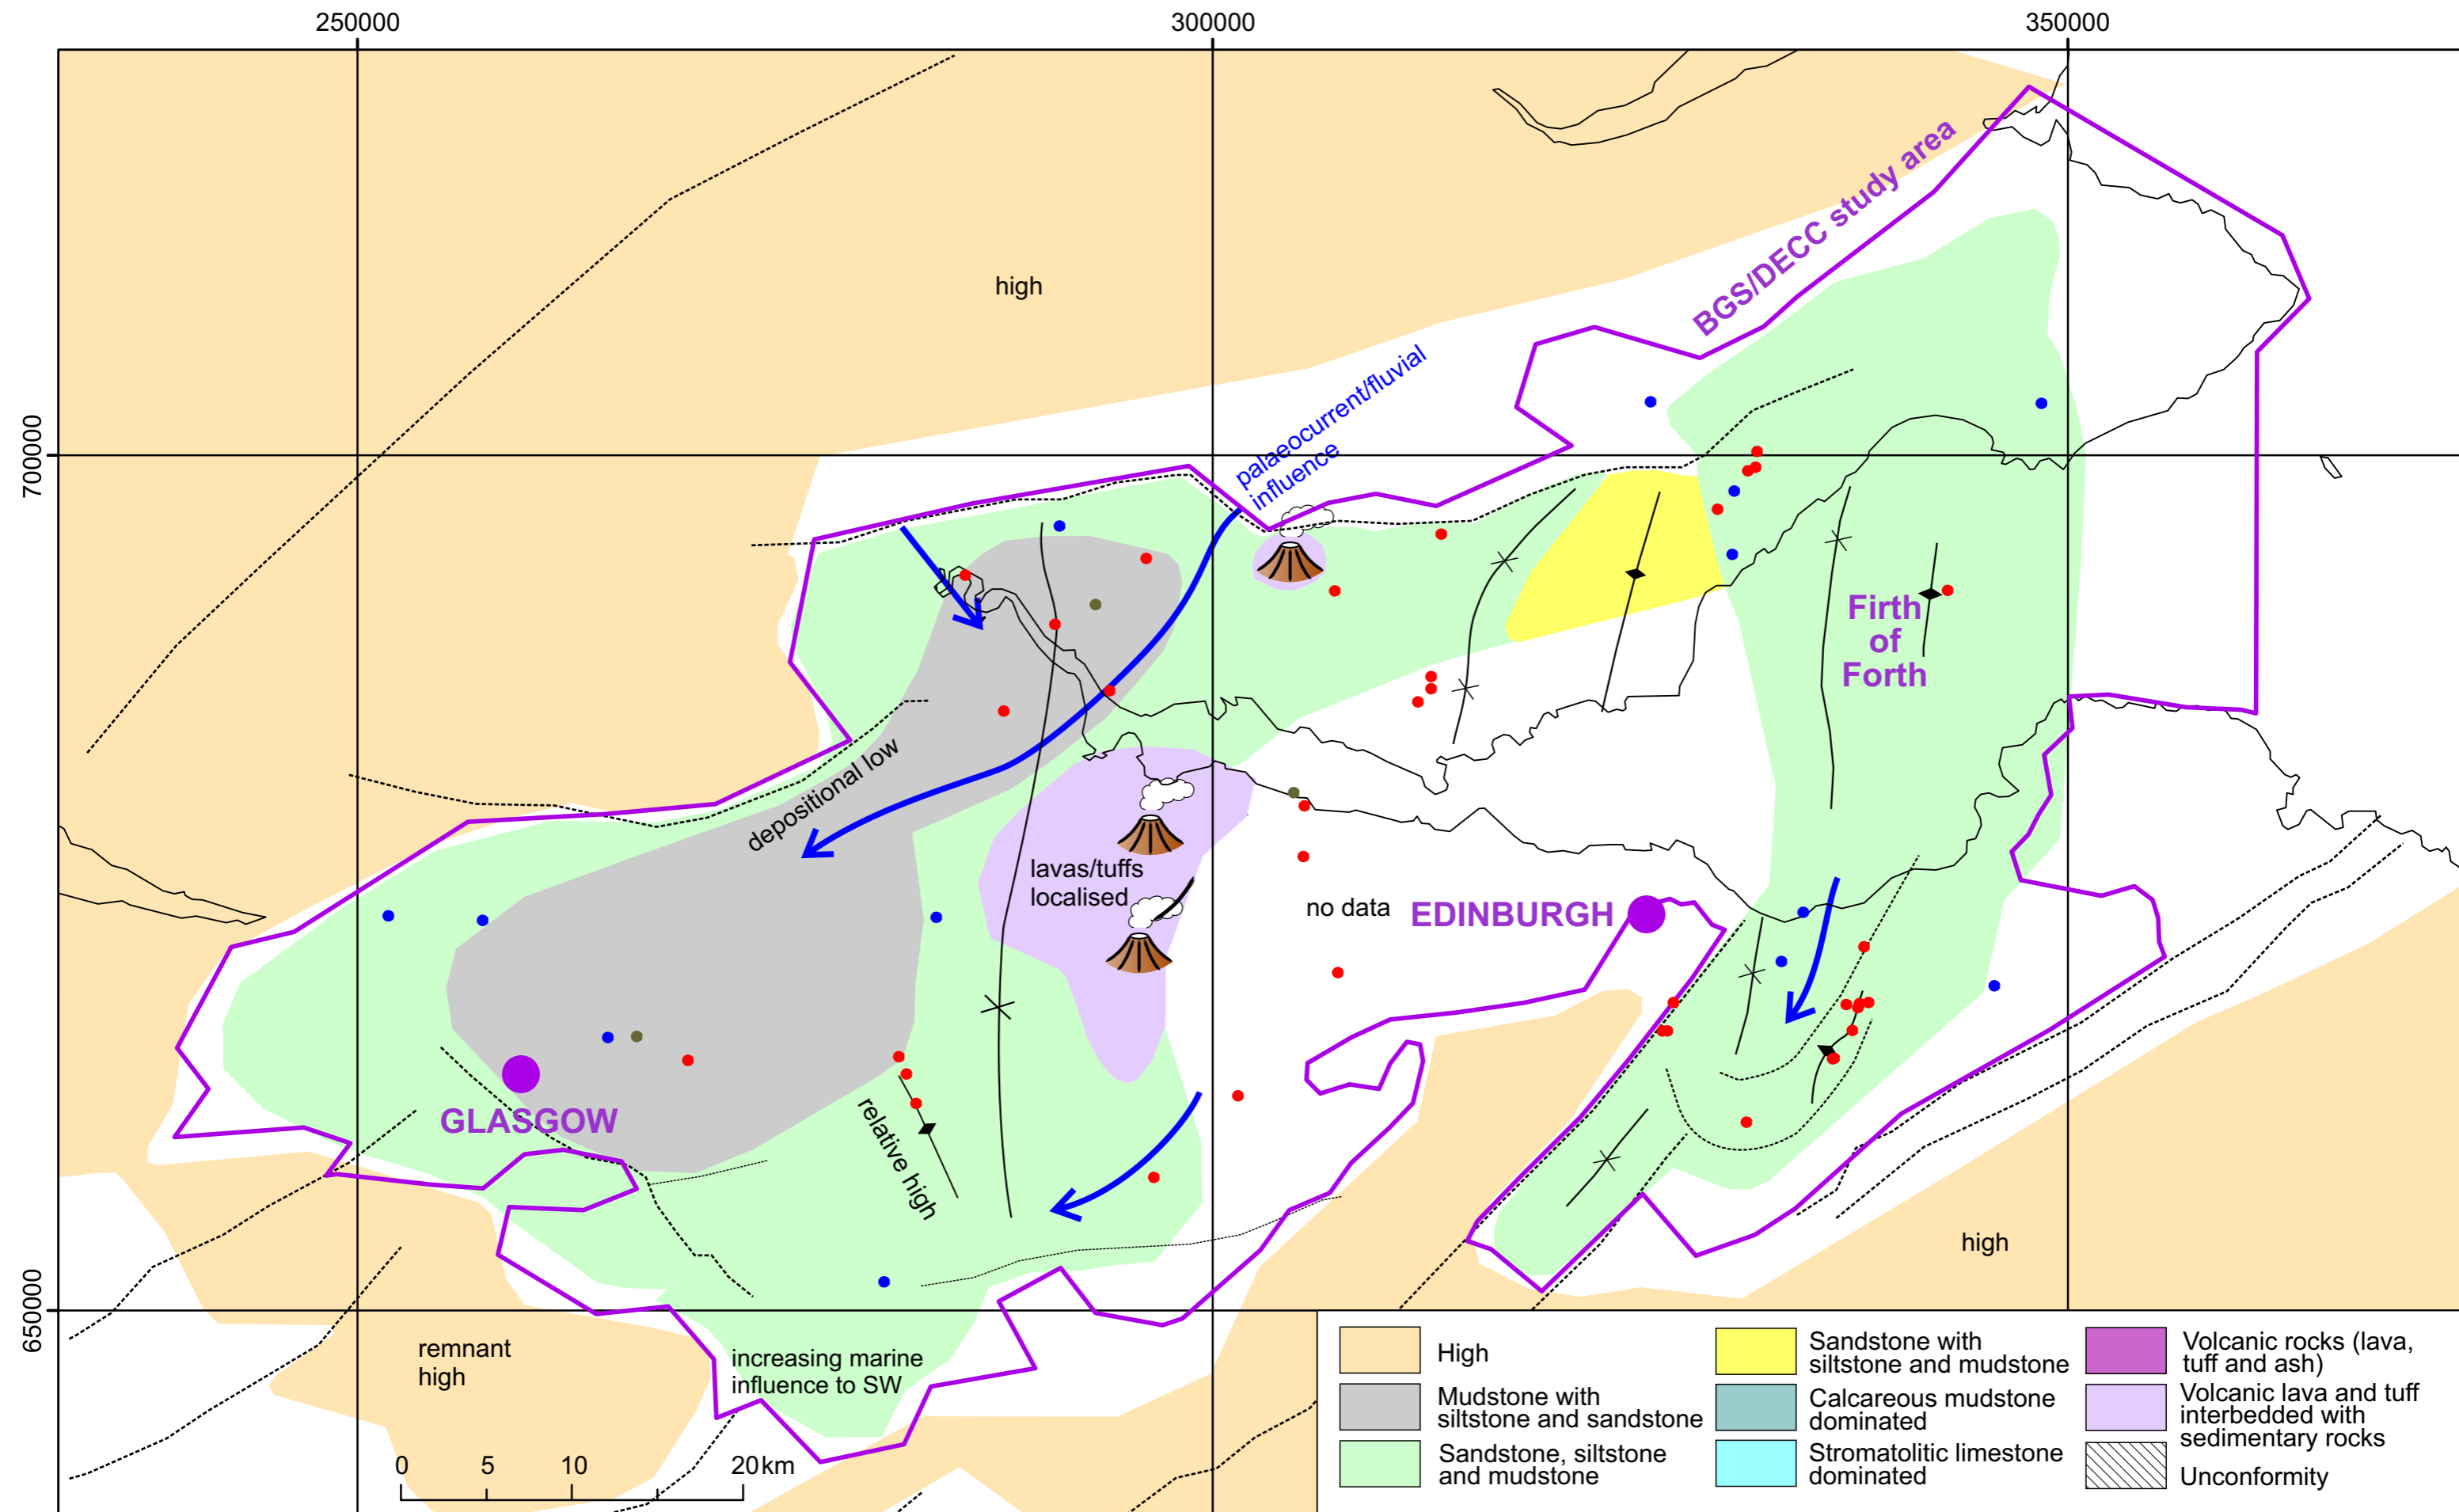 250000
300000
350000
700000
650000
BGS/DECC study area
high
palaeocurrent/fluvial
influence
Firth
of
Forth
depositional low
lavas/tuffs
localised
no data
EDINBURGH
GLASGOW
relative high
high
remnant
high
increasing marine
influence to SW
0 5 10 20km
High
Mudstone with
siltstone and sandstone
Sandstone, siltstone
and mudstone
Sandstone with
siltstone and mudstone
Calcareous mudstone
dominated
Stromatolitic limestone
dominated
Volcanic rocks (lava,
tuff and ash)
Volcanic lava and tuff
interbedded with
sedimentary rocks
Unconformity